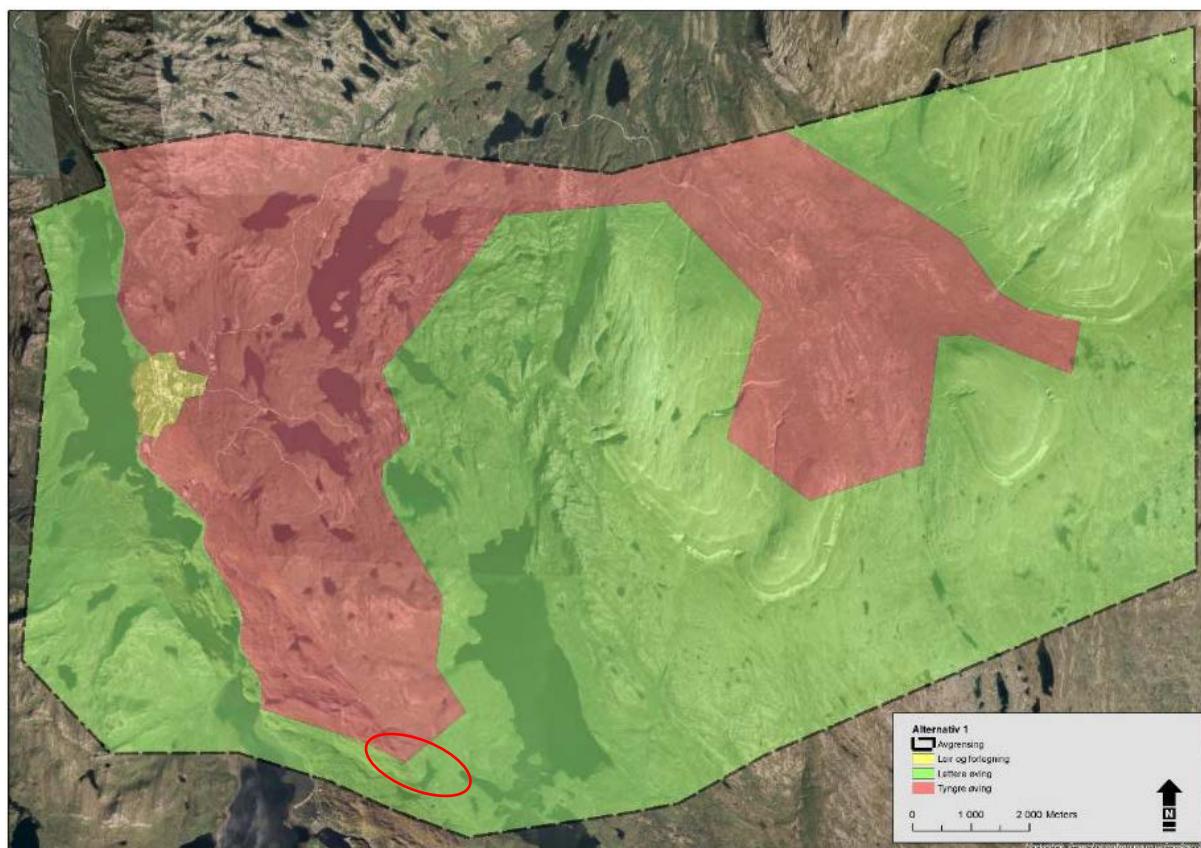 Alternativ 1
Avgrensing
Leir og forlegning
Lettere øving
Tyngre øving
N
0 1 000 2 000 Meters